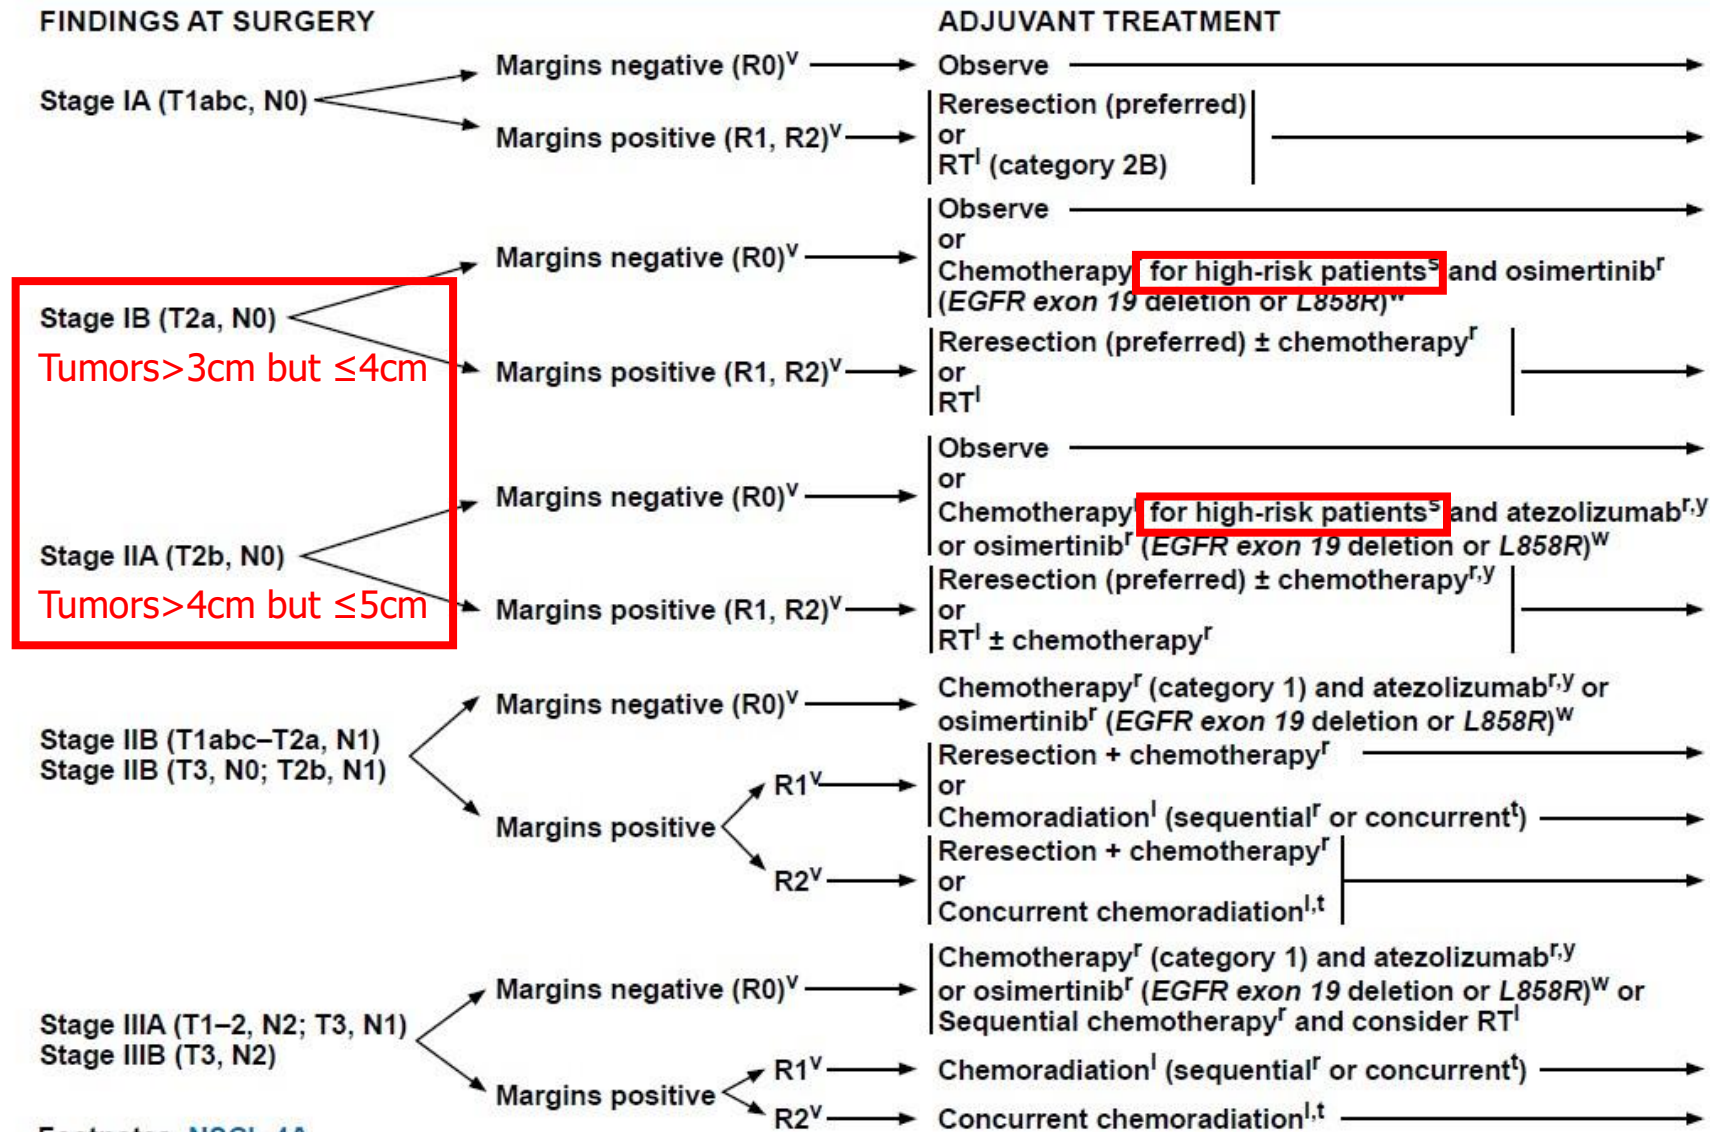 FINDINGS AT SURGERY
ADJUVANT TREATMENT
Stage IA (T1abc, N0)
Margins negative (R0)v
Observe
Margins positive (R1, R2)v
Reresection (preferred)
or
RTl (category 2B)
Stage IB (T2a, N0)
Tumors>3cm but ≤4cm
Margins negative (R0)v
Observe
or
Chemotherapy for high-risk patientss and osimertinibr
(EGFR exon 19 deletion or L858R)w
Margins positive (R1, R2)v
Reresection (preferred) ± chemotherapyr
or
RTl
Stage IIA (T2b, N0)
Tumors>4cm but ≤5cm
Margins negative (R0)v
Observe
or
Chemotherapyr for high-risk patientss and atezolizumabr,y
or osimertinibr (EGFR exon 19 deletion or L858R)w
Margins positive (R1, R2)v
Reresection (preferred) ± chemotherapyr,y
or
RTl ± chemotherapyr
Stage IIB (T1abc–T2a, N1)
Stage IIB (T3, N0; T2b, N1)
Margins negative (R0)v
Chemotherapyr (category 1) and atezolizumabr,y or
osimertinibr (EGFR exon 19 deletion or L858R)w
Margins positive
R1v
Reresection + chemotherapyr
or
Chemoradiationl (sequentialr or concurrentt)
R2v
Reresection + chemotherapyr
or
Concurrent chemoradiationl,t
Stage IIIA (T1–2, N2; T3, N1)
Stage IIIB (T3, N2)
Margins negative (R0)v
Chemotherapyr (category 1) and atezolizumabr,y
or osimertinibr (EGFR exon 19 deletion or L858R)w or
Sequential chemotherapyr and consider RTl
Margins positive
R1v
Chemoradiationl (sequentialr or concurrentt)
R2v
Concurrent chemoradiationl,t